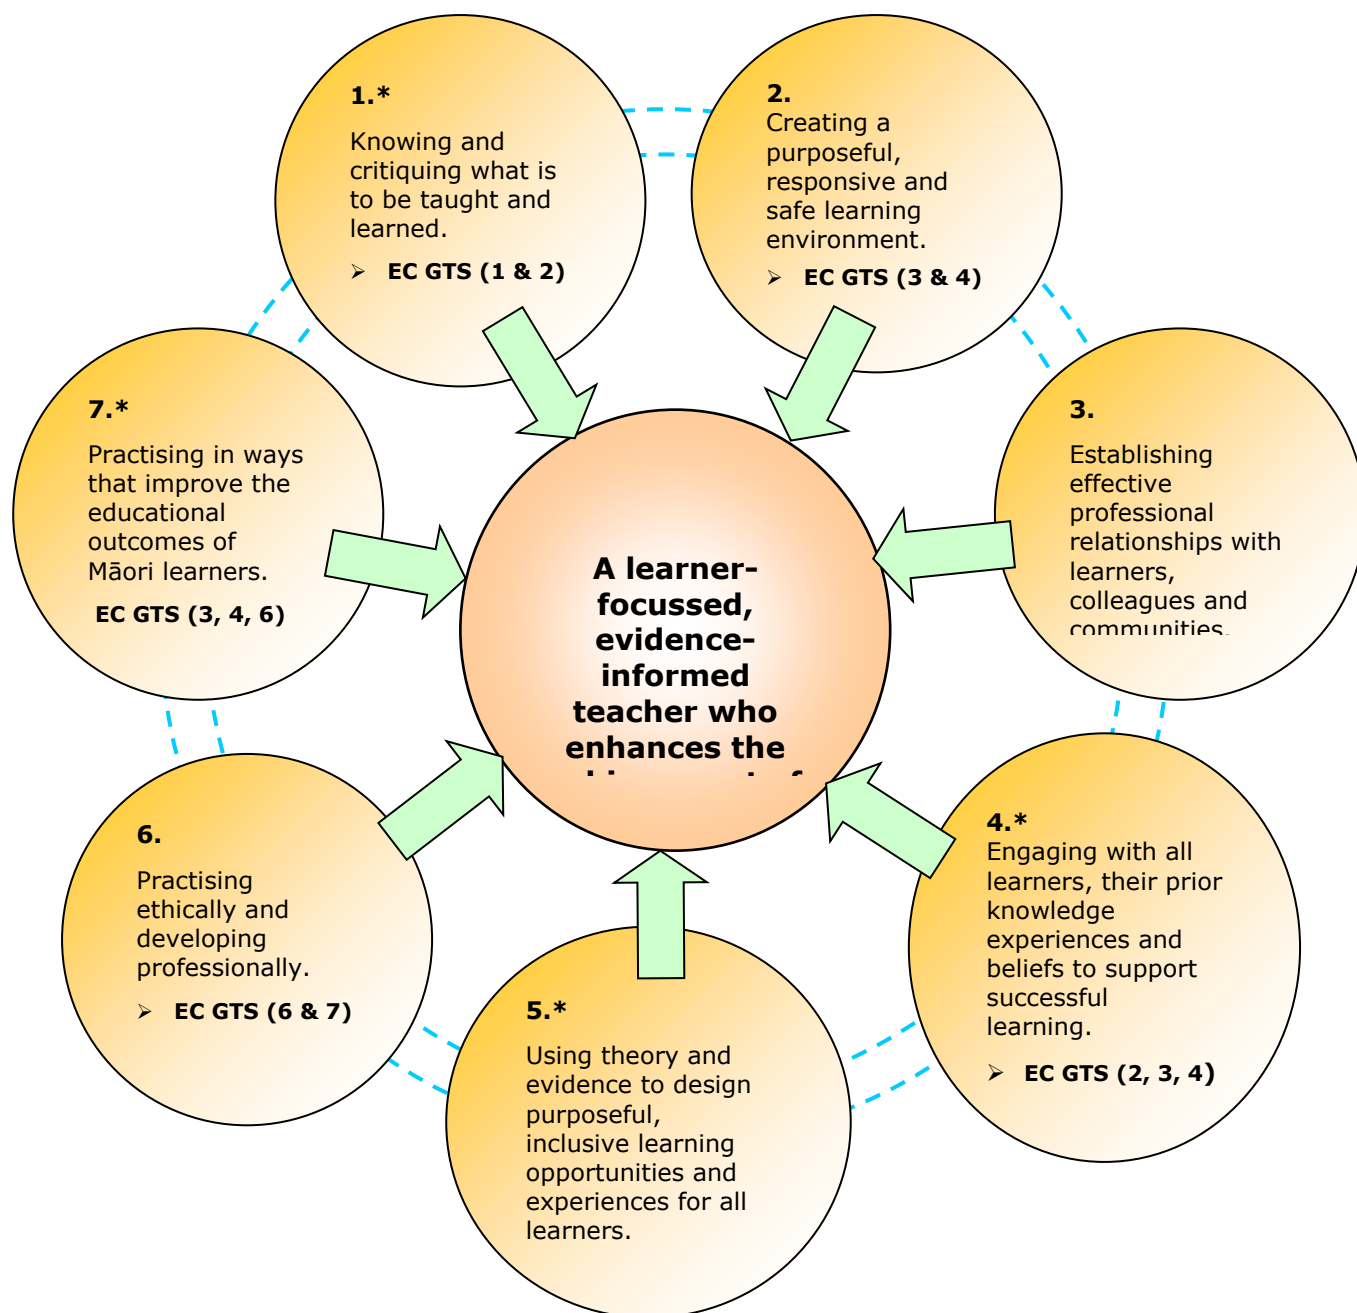 1.*
Knowing and
critiquing what is
to be taught and
learned.
➢ EC GTS (1 & 2)
2.
Creating a
purposeful,
responsive and
safe learning
environment.
➢ EC GTS (3 & 4)
3.
Establishing
effective
professional
relationships with
learners,
colleagues and
communities.
4.*
Engaging with all
learners, their prior
knowledge
experiences and
beliefs to support
successful
learning.
➢ EC GTS (2, 3, 4)
5.*
Using theory and
evidence to design
purposeful,
inclusive learning
opportunities and
experiences for all
learners.
6.
Practising
ethically and
developing
professionally.
➢ EC GTS (6 & 7)
7.*
Practising in ways
that improve the
educational
outcomes of
Māori learners.
EC GTS (3, 4, 6)
A learner-
focussed,
evidence-
informed
teacher who
enhances the